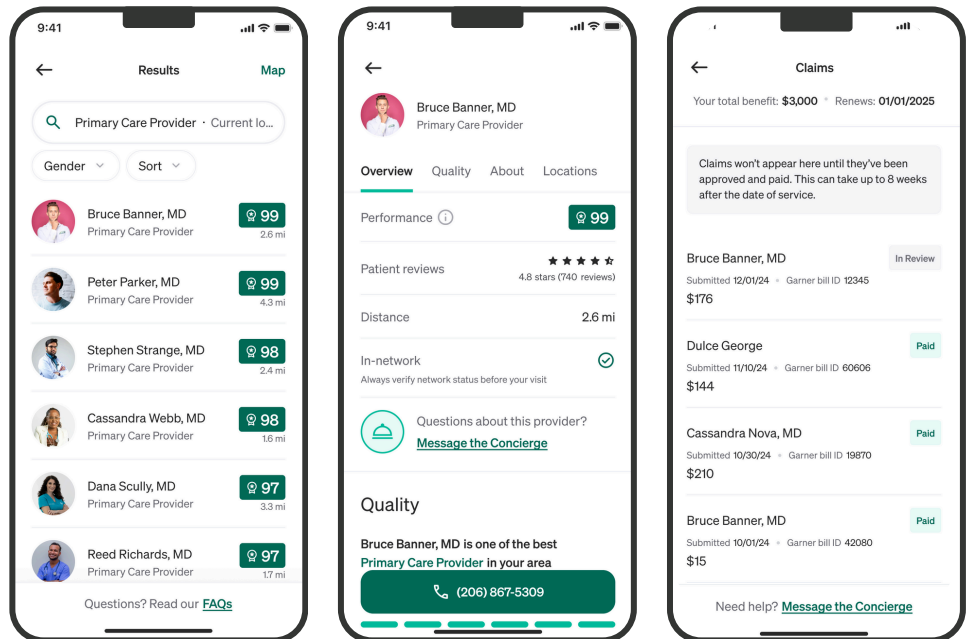 9:41
Results
Map
Primary Care Provider · Current lo...
Gender
Sort
Bruce Banner, MD
99
Primary Care Provider
2.6 mi
Peter Parker, MD
99
Primary Care Provider
4.3 mi
Stephen Strange, MD
98
Primary Care Provider
2.4 mi
Cassandra Webb, MD
98
Primary Care Provider
1.6 mi
Dana Scully, MD
97
Primary Care Provider
3.3 mi
Reed Richards, MD
97
Primary Care Provider
1.7 mi
Questions? Read our FAQs
9:41
Bruce Banner, MD
Primary Care Provider
Overview Quality About Locations
Performance
99
Patient reviews
4.8 stars (740 reviews)
Distance 2.6 mi
In-network
Always verify network status before your visit
Questions about this provider?
Message the Concierge
Quality
Bruce Banner, MD is one of the best
Primary Care Provider in your area
(206) 867-5309
Claims
Your total benefit: $3,000 • Renews: 01/01/2025
Claims won't appear here until they've been
approved and paid. This can take up to 8 weeks
after the date of service.
Bruce Banner, MD
In Review
Submitted 12/01/24 • Garner bill ID 12345
$176
Dulce George
Paid
Submitted 11/10/24 • Garner bill ID 60606
$144
Cassandra Nova, MD
Paid
Submitted 10/30/24 • Garner bill ID 19870
$210
Bruce Banner, MD
Paid
Submitted 10/01/24 • Garner bill ID 42080
$15
Need help? Message the Concierge